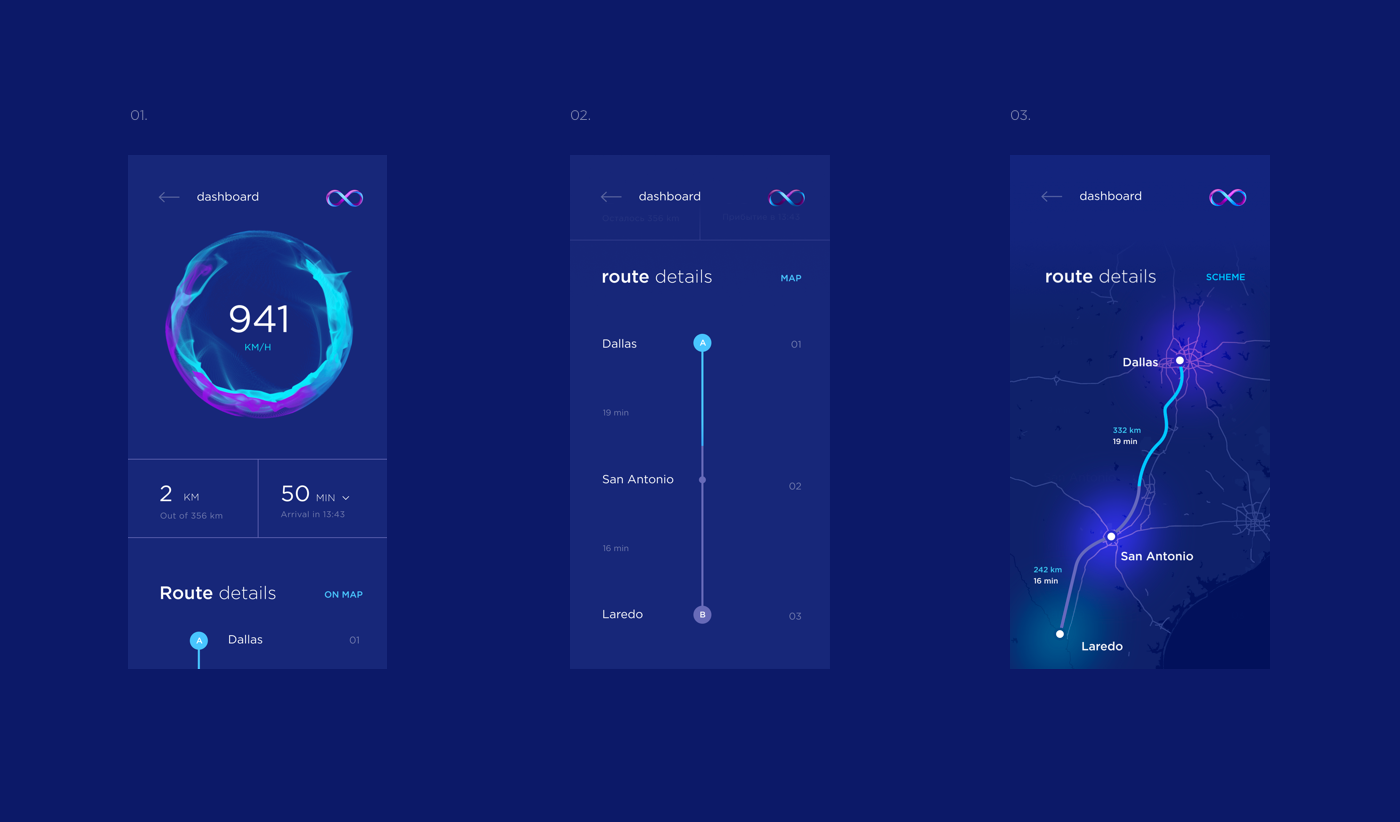 01.
dashboard
941
KM/H
2 KM
Out of 356 km
50 MIN
Arrival in 13:43
Route details
ON MAP
A
Dallas
01
02.
dashboard
route details
MAP
Dallas
A
01
19 min
San Antonio
02
16 min
Laredo
B
03
03.
dashboard
route details
SCHEME
Dallas
332 km
19 min
San Antonio
242 km
16 min
Laredo